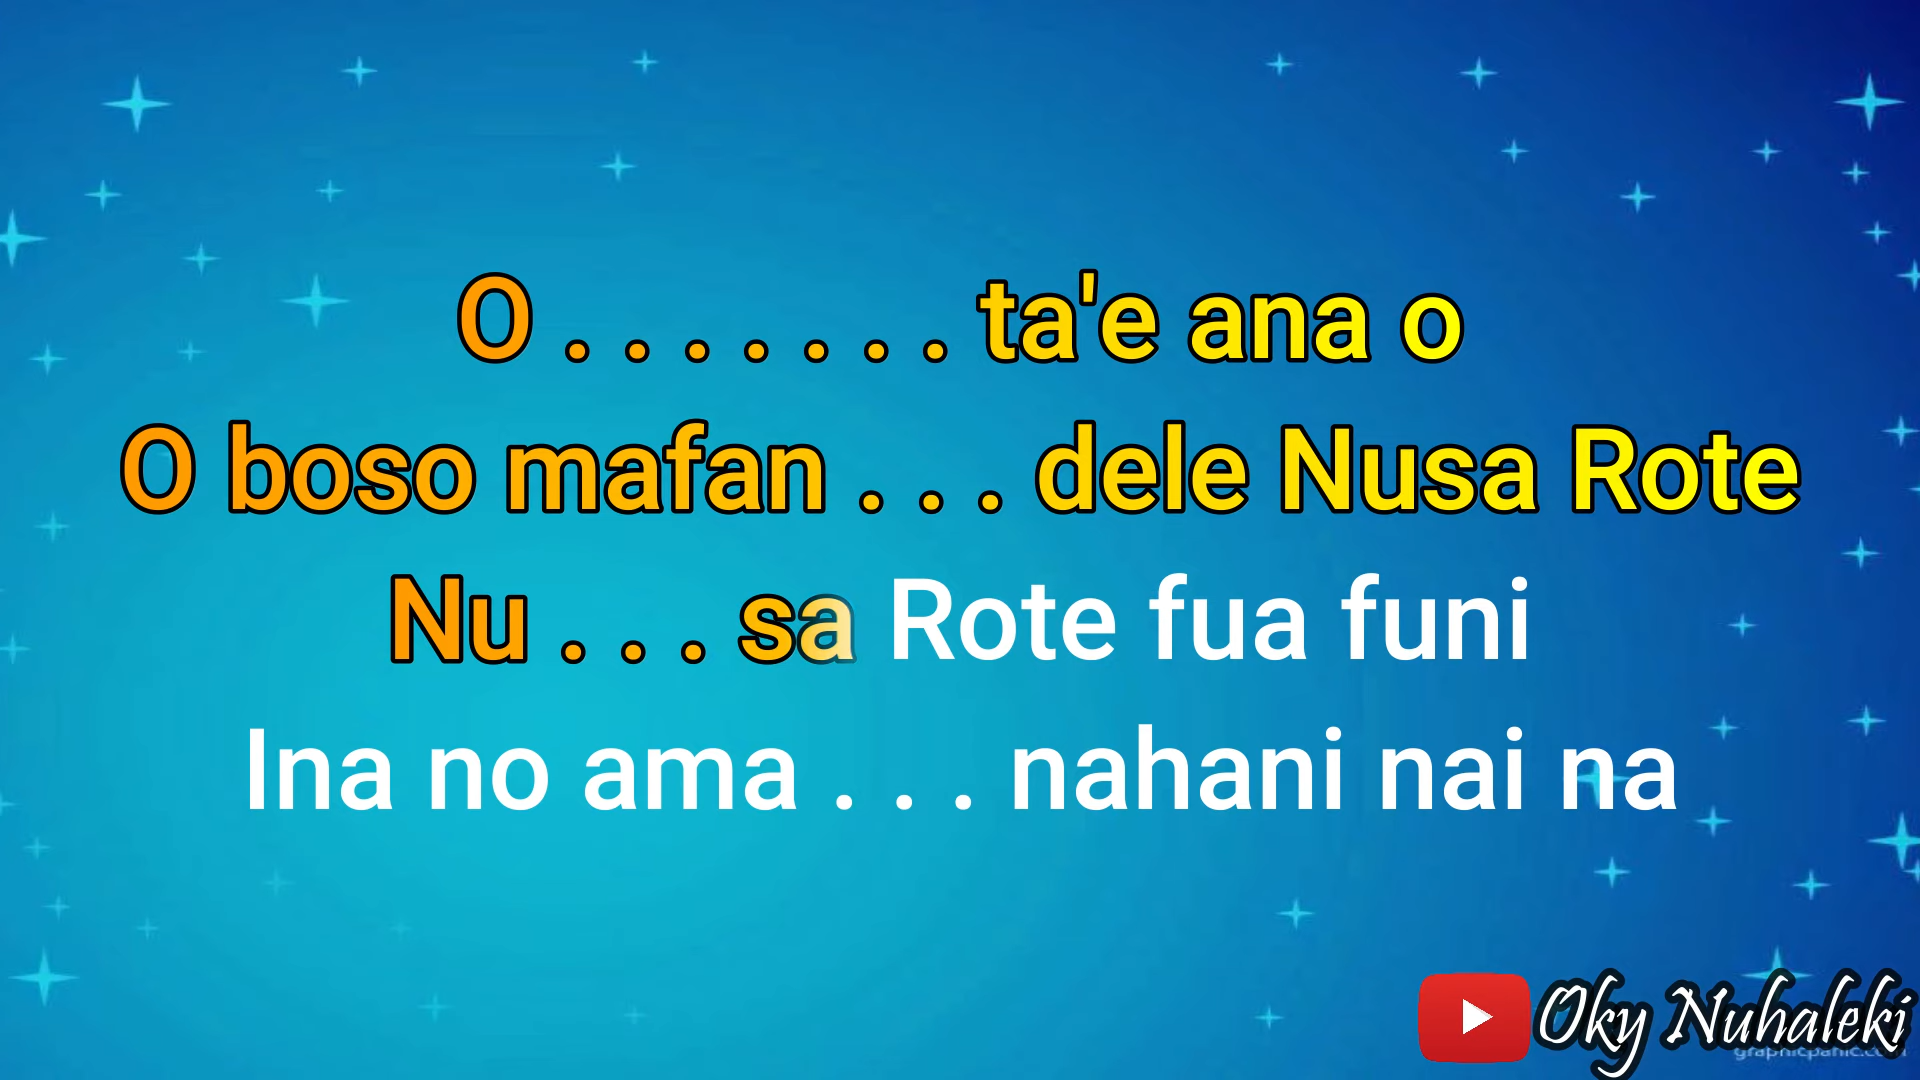 O . . . . . . . ta'e ana o
O boso mafan . . . dele Nusa Rote
Nu . . . sa Rote fua funi
Ina no ama . . . nahani nai na
Oky Nuhaleki